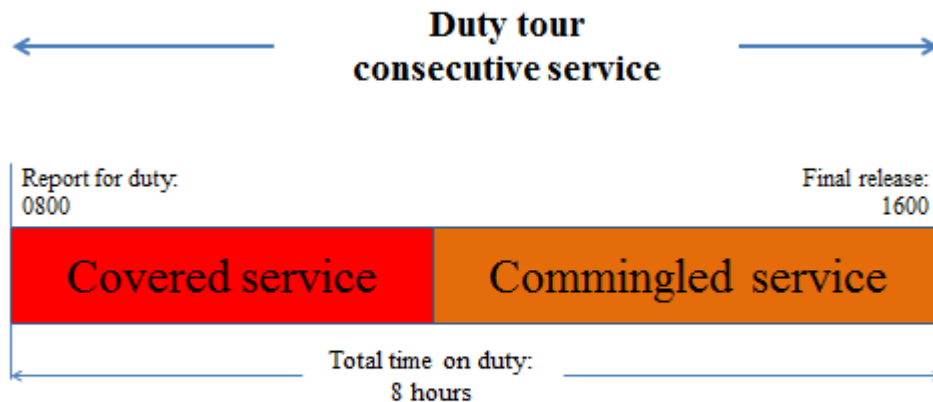 Duty tour
consecutive service
Report for duty:
0800
Final release:
1600
Covered service
Commingled service
Total time on duty:
8 hours